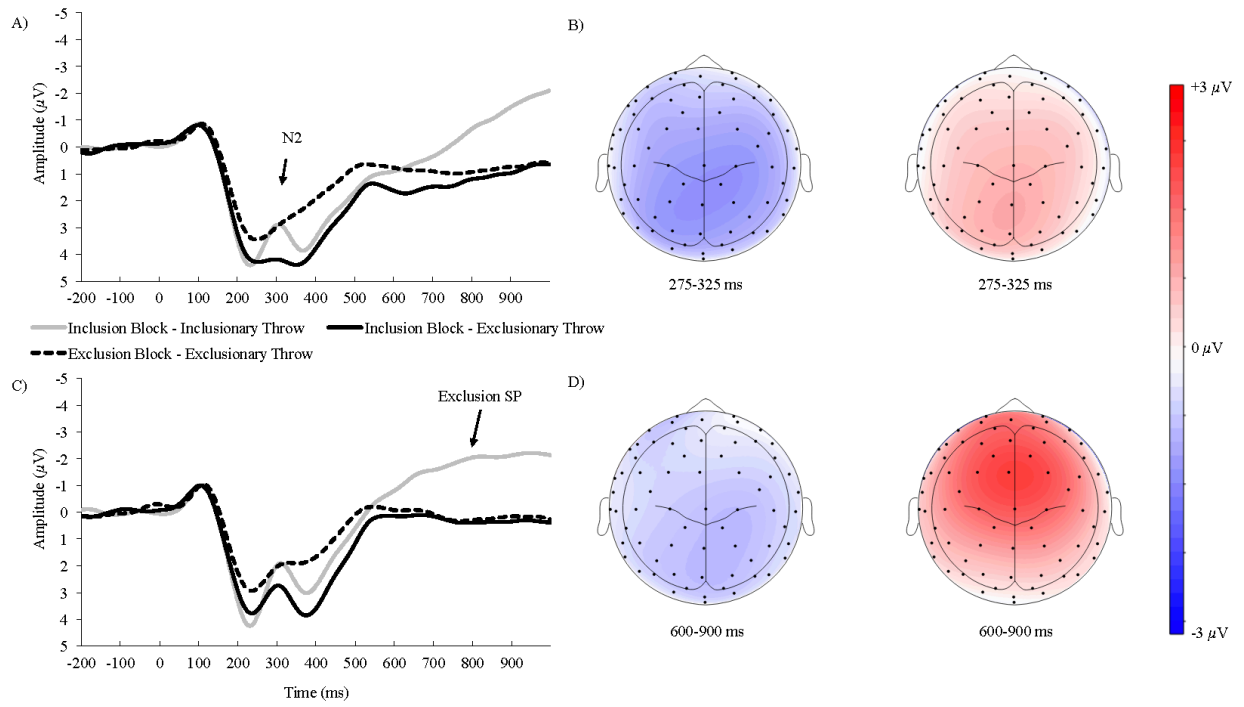 A)
-5
-4
-3
-2
-1
0
1
2
3
4
5
Amplitude (µV)
N2
-200 -100 0 100 200 300 400 500 600 700 800 900
B)
275-325 ms
275-325 ms
+3 µV
0 µV
-3 µV
Inclusion Block - Inclusionary Throw
Inclusion Block - Exclusionary Throw
Exclusion Block - Exclusionary Throw
C)
-5
-4
-3
-2
-1
0
1
2
3
4
5
Amplitude (µV)
Exclusion SP
-200 -100 0 100 200 300 400 500 600 700 800 900
Time (ms)
D)
600-900 ms
600-900 ms